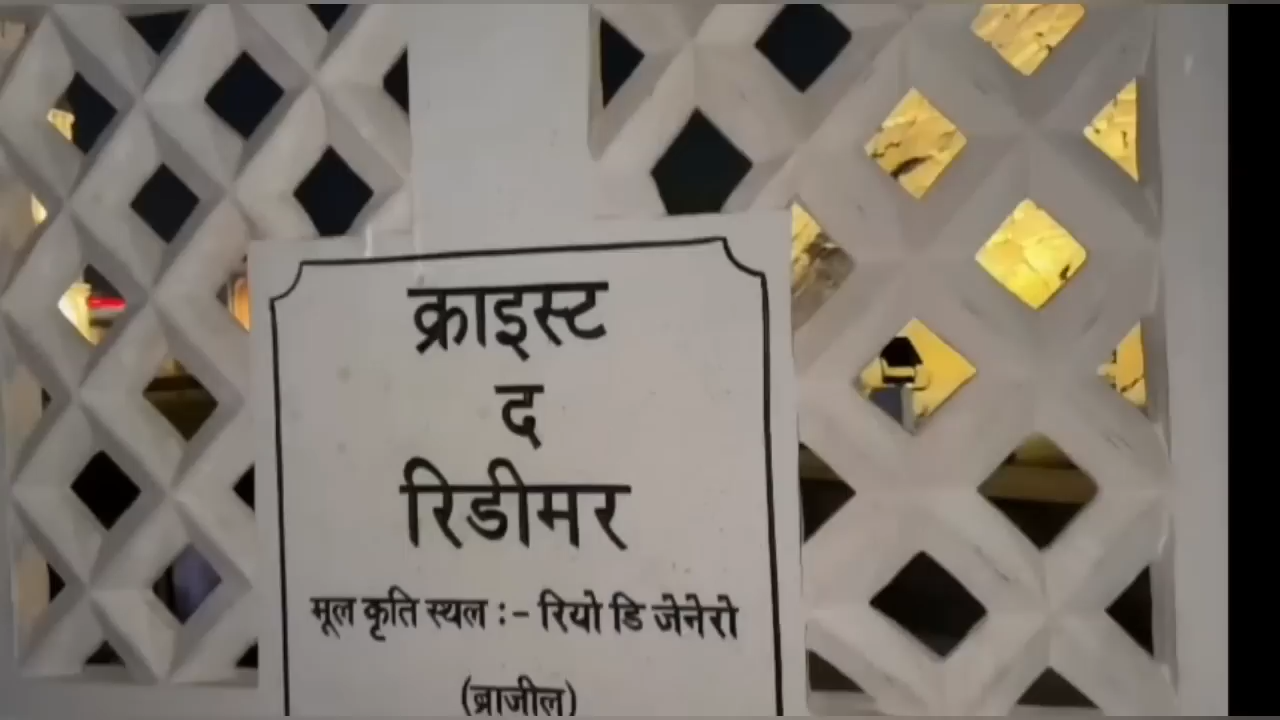 क्राइस्ट
द
रिडीमर
मूल कृति स्थल :- रियो डि जेनेरो
(ब्राजील)